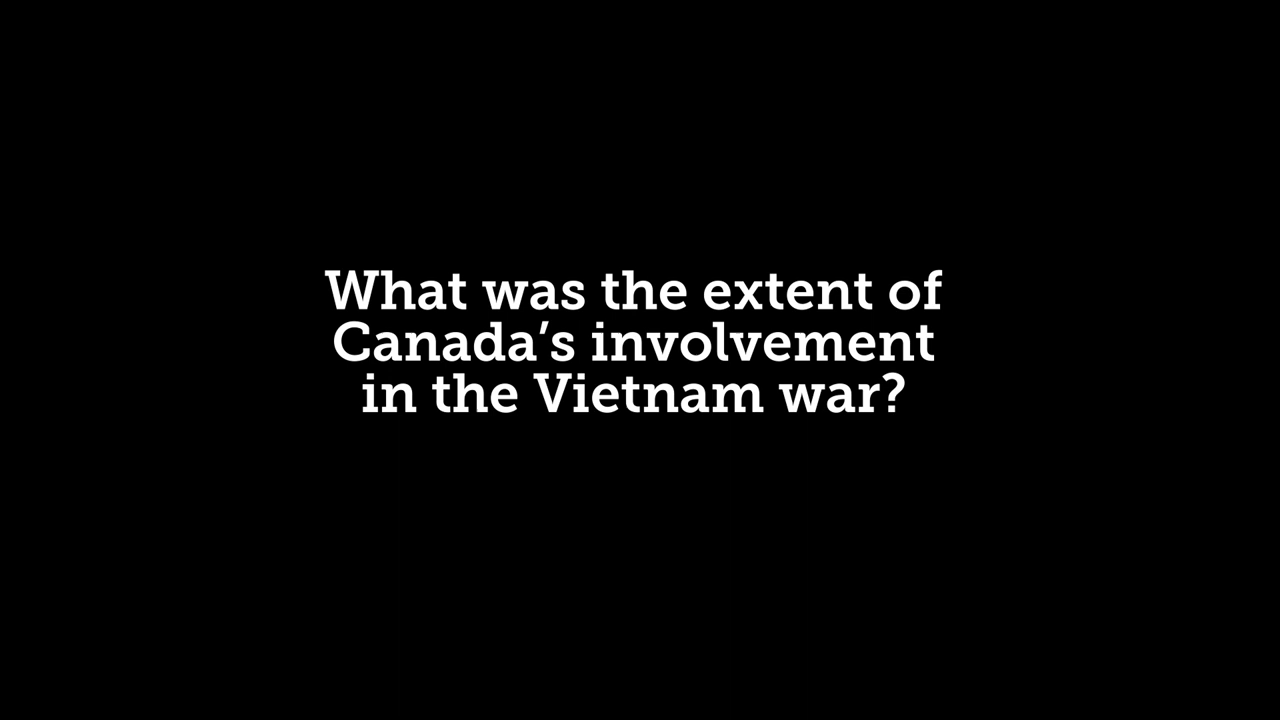 What was the extent of
Canada’s involvement
in the Vietnam war?